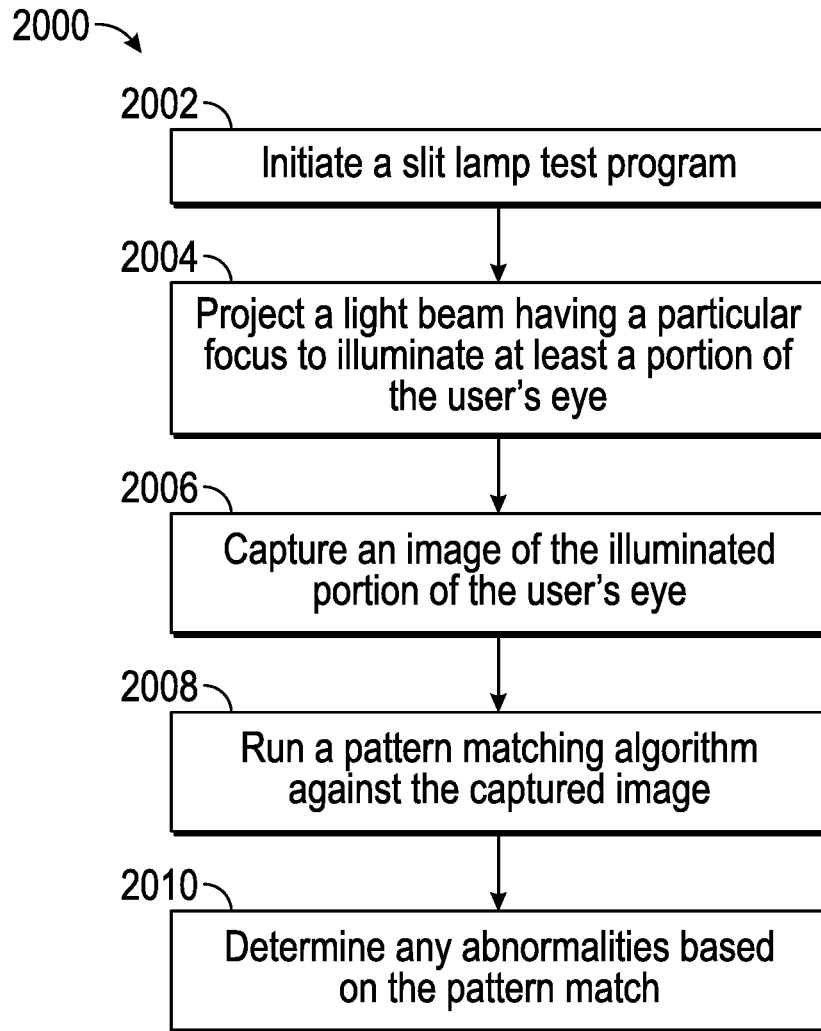 2000
2002
Initiate a slit lamp test program
2004
Project a light beam having a particular
focus to illuminate at least a portion of
the user's eye
2006
Capture an image of the illuminated
portion of the user's eye
2008
Run a pattern matching algorithm
against the captured image
2010
Determine any abnormalities based
on the pattern match